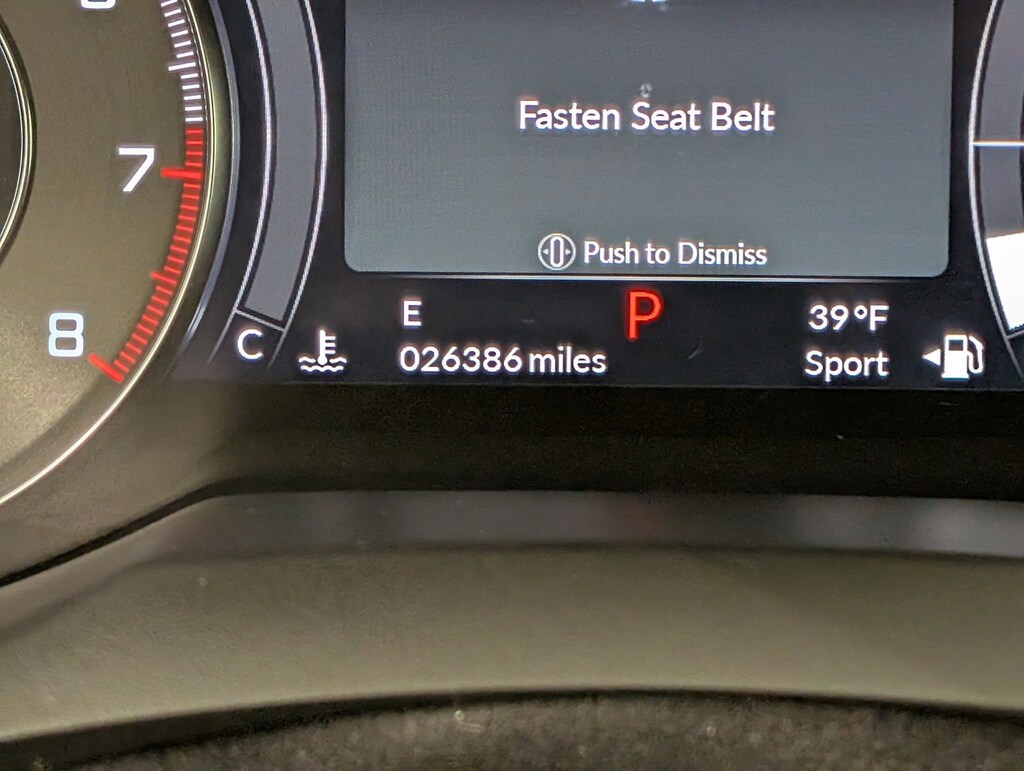 Fasten Seat Belt
Push to Dismiss
7
8
C
E
P
39°F
026386 miles
Sport